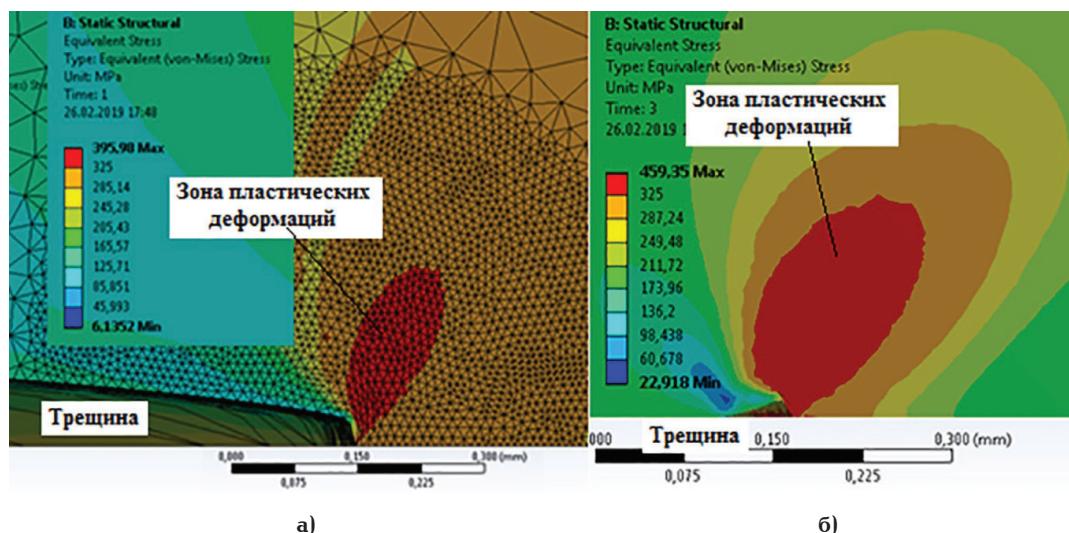 B: Static Structural
Equivalent Stress
Type: Equivalent (von-Mises) Stress
Unit: MPa
Time: 1
26.02.2019 17:48
395,98 Max
325
285,14
245,28
205,43
165,57
125,71
85,851
45,993
6,1352 Min
Зона пластических
деформаций
Трещина
0,000
0,150
0,300 (mm)
0,075
0,225
а)
B: Static Structural
Equivalent Stress
Type: Equivalent (von-Mises) Stress
Unit: MPa
Time: 3
26.02.2019 1
459,35 Max
325
287,24
249,48
211,72
173,96
136,2
98,438
60,678
22,918 Min
Зона пластических
деформаций
Трещина
0,150
0,300 (mm)
0,075
0,225
б)